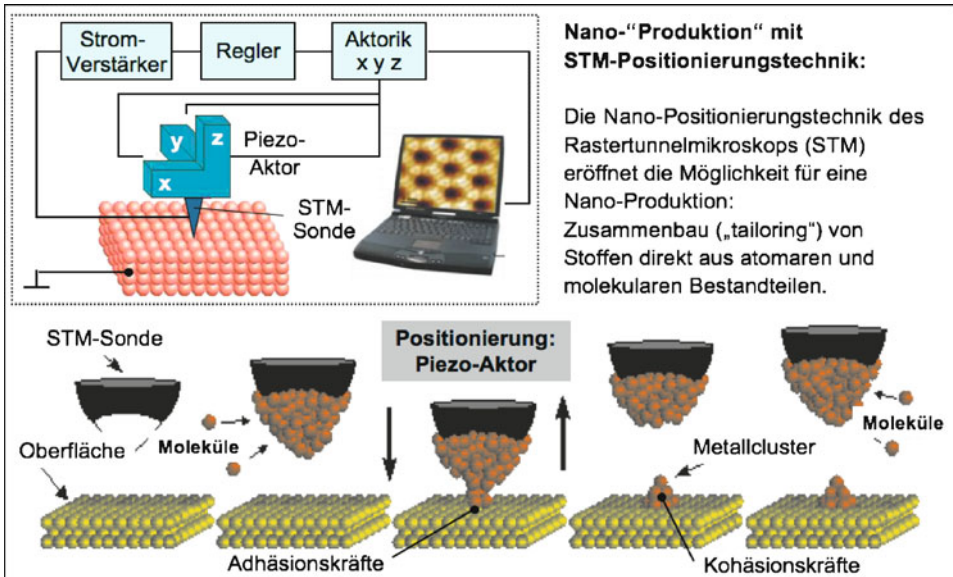 Strom-
Verstärker
Regler
Aktorik
x y z
y
z
x
Piezo-
Aktor
STM-
Sonde
Nano-“Produktion“ mit
STM-Positionierungstechnik:
Die Nano-Positionierungstechnik des
Rastertunnelmikroskops (STM)
eröffnet die Möglichkeit für eine
Nano-Produktion:
Zusammenbau („tailoring“) von
Stoffen direkt aus atomaren und
molekularen Bestandteilen.
STM-Sonde
Oberfläche
Moleküle
Positionierung:
Piezo-Aktor
Adhäsionskräfte
Metallcluster
Kohäsionskräfte
Moleküle